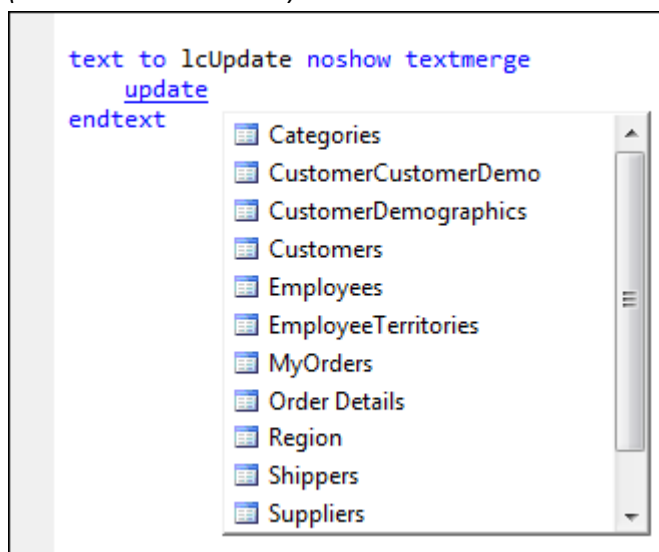 text to lcUpdate noshow textmerge
update
endtext
Categories
CustomerCustomerDemo
CustomerDemographics
Customers
Employees
EmployeeTerritories
MyOrders
Order Details
Region
Shippers
Suppliers